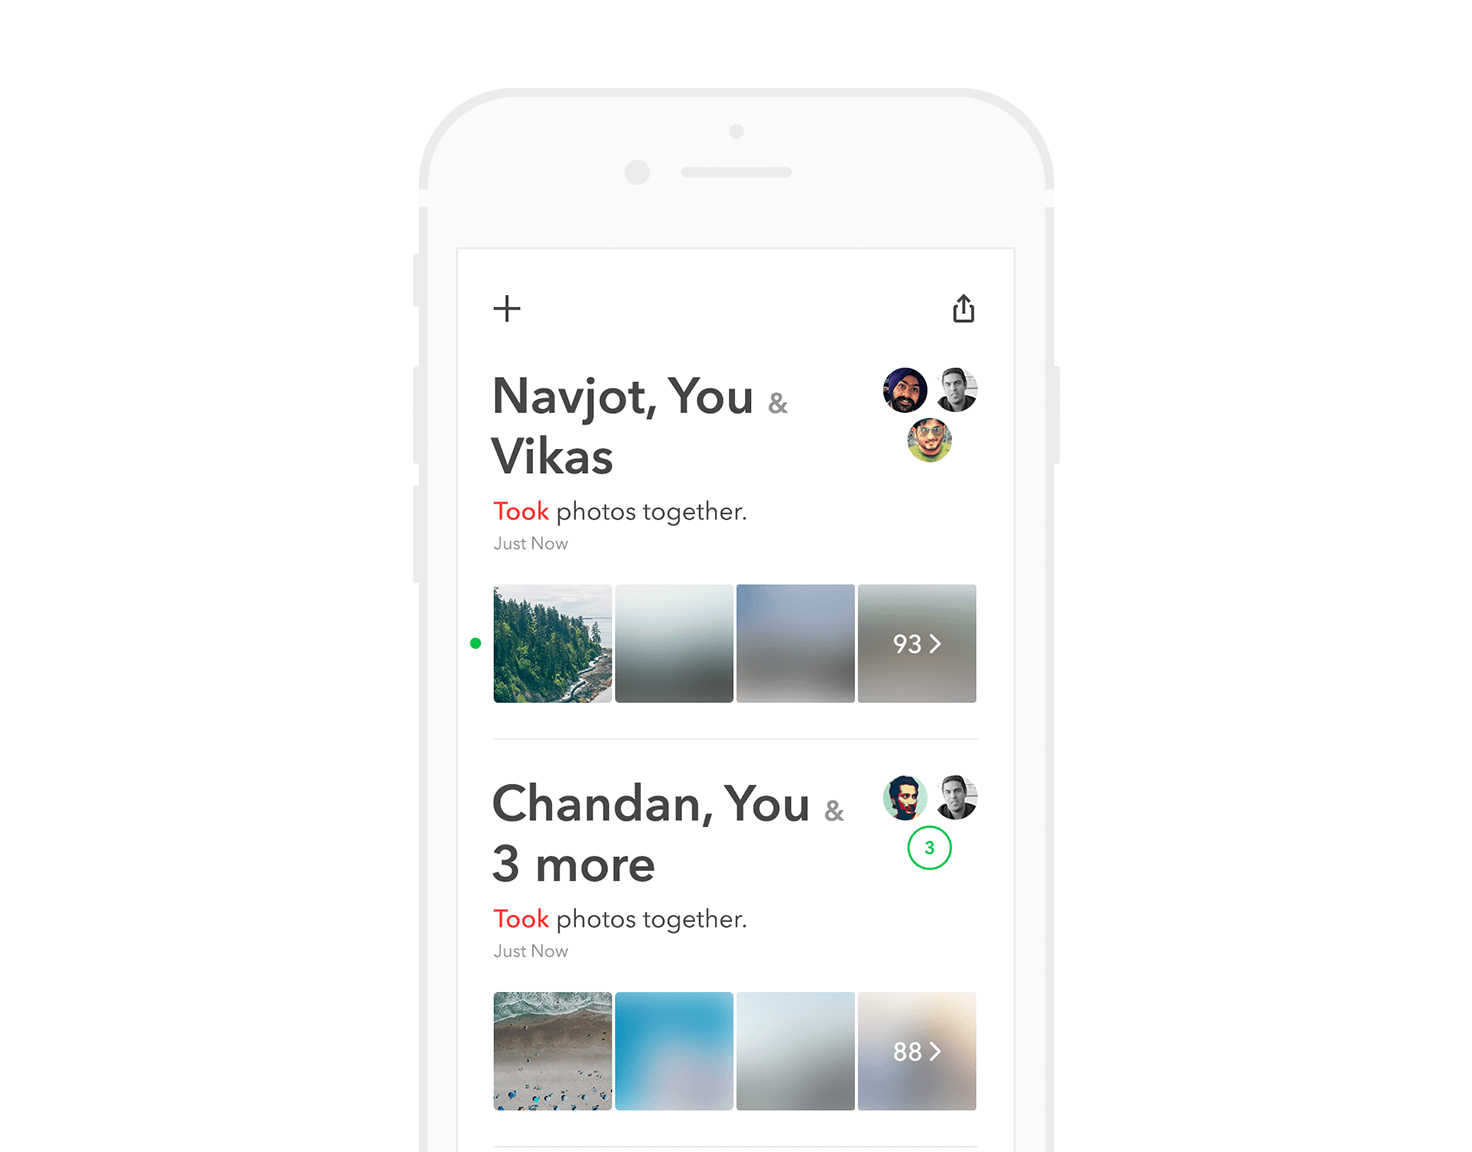 Navjot, You &
Vikas
Took photos together.
Just Now
93
Chandan, You &
3 more
3
Took photos together.
Just Now
88